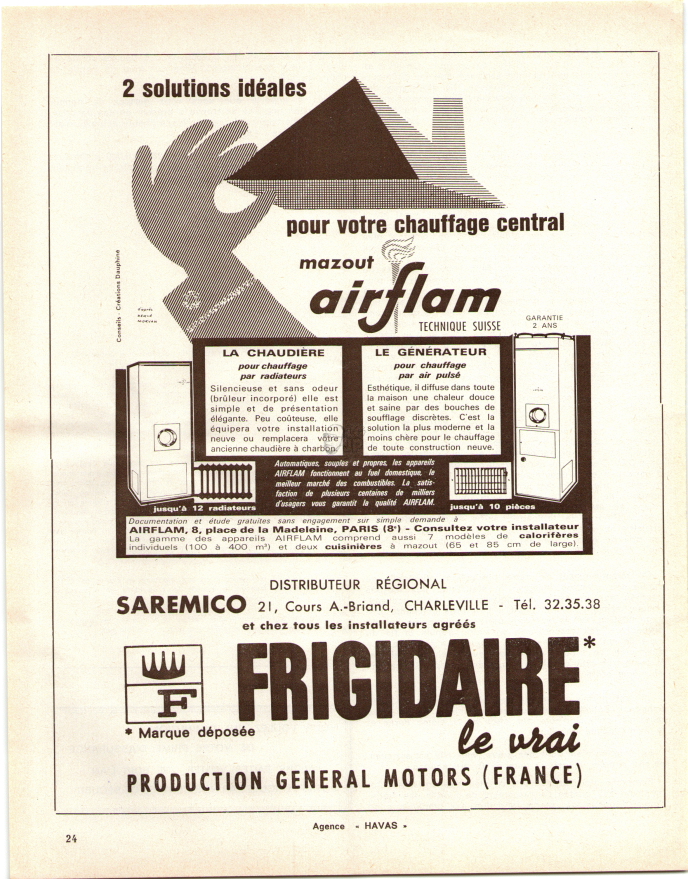 2 solutions idéales
pour votre chauffage central
mazout
airflam
TECHNIQUE SUISSE
GARANTIE
2 ANS
Conseils : Créations Dauphine
d'après
HERVÉ
MORVAN
LA CHAUDIÈRE
pour chauffage
par radiateurs
Silencieuse et sans odeur
(brûleur incorporé) elle est
simple et de présentation
élégante. Peu coûteuse, elle
équipera votre installation
neuve ou remplacera votre
ancienne chaudière à charbon
LE GÉNÉRATEUR
pour chauffage
par air pulsé
Esthétique, il diffuse dans toute
la maison une chaleur douce
et saine par des bouches de
soufflage discrètes. C'est la
solution la plus moderne et la
moins chère pour le chauffage
de toute construction neuve.
Automatiques, souples et propres, les appareils
AIRFLAM fonctionnent au fuel domestique, le
meilleur marché des combustibles. La satis-
faction de plusieurs centaines de milliers
d'usagers vous garantit la qualité AIRFLAM.
jusqu'à 12 radiateurs
jusqu'à 10 pièces
Documentation et étude gratuites sans engagement sur simple demande à
AIRFLAM, 8, place de la Madeleine, PARIS (8e) - Consultez votre installateur
La gamme des appareils AIRFLAM comprend aussi 7 modèles de calorifères
individuels (100 à 400 m³) et deux cuisinières à mazout (65 et 85 cm de large).
DISTRIBUTEUR RÉGIONAL
SAREMICO 21, Cours A.-Briand, CHARLEVILLE - Tél. 32.35.38
et chez tous les installateurs agréés
F
FRIGIDAIRE*
* Marque déposée
le vrai
PRODUCTION GENERAL MOTORS (FRANCE)
Agence « HAVAS »
24